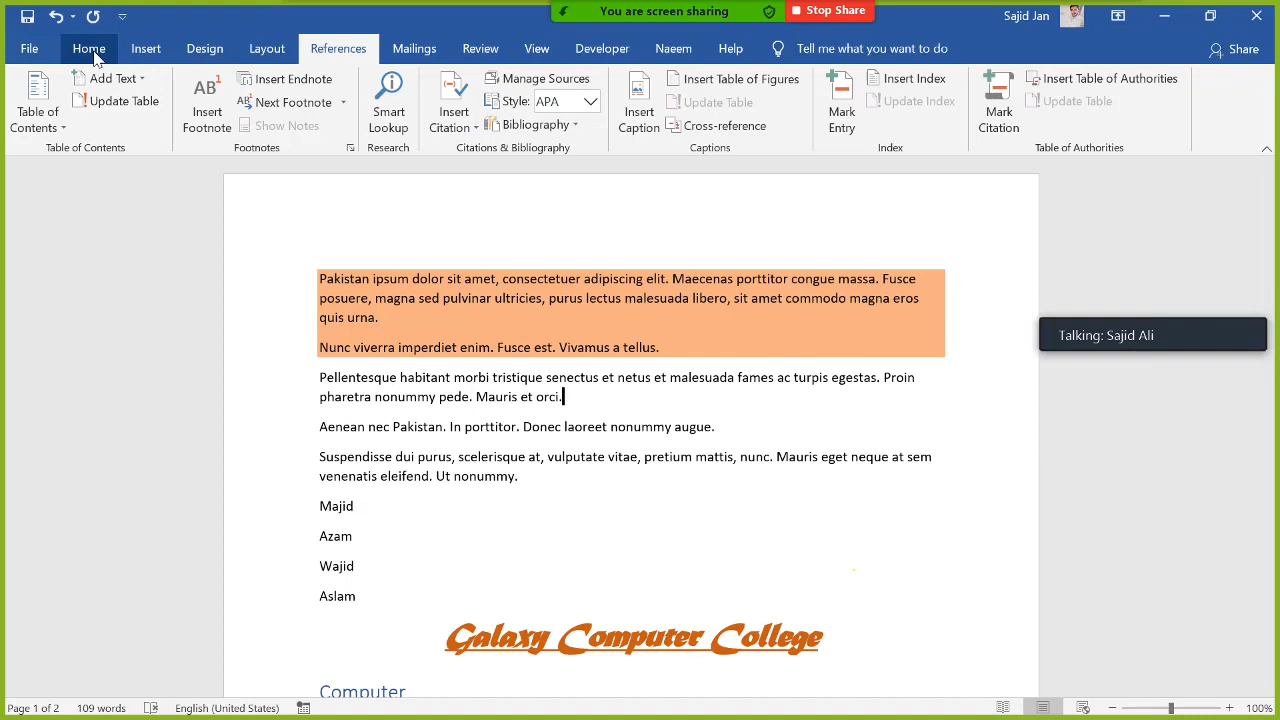 You are screen sharing
Stop Share
Sajid Jan
File Home Insert Design Layout References Mailings Review View Developer Naeem Help Tell me what you want to do Share
Table of Contents
Add Text
Update Table
Table of Contents
AB1
Insert Footnote
Insert Endnote
AB Next Footnote
Show Notes
Footnotes
Smart Lookup
Research
Insert Citation
Manage Sources
Style: APA
Bibliography
Citations & Bibliography
Insert Caption
Insert Table of Figures
Update Table
Cross-reference
Captions
Mark Entry
Insert Index
Update Index
Index
Mark Citation
Insert Table of Authorities
Update Table
Table of Authorities
Pakistan ipsum dolor sit amet, consectetuer adipiscing elit. Maecenas porttitor congue massa. Fusce
posuere, magna sed pulvinar ultricies, purus lectus malesuada libero, sit amet commodo magna eros
quis urna.
Nunc viverra imperdiet enim. Fusce est. Vivamus a tellus.
Pellentesque habitant morbi tristique senectus et netus et malesuada fames ac turpis egestas. Proin
pharetra nonummy pede. Mauris et orci.
Aenean nec Pakistan. In porttitor. Donec laoreet nonummy augue.
Suspendisse dui purus, scelerisque at, vulputate vitae, pretium mattis, nunc. Mauris eget neque at sem
venenatis eleifend. Ut nonummy.
Majid
Azam
Wajid
Aslam
Galaxy Computer College
Computer
Talking: Sajid Ali
Page 1 of 2 109 words English (United States) 100%